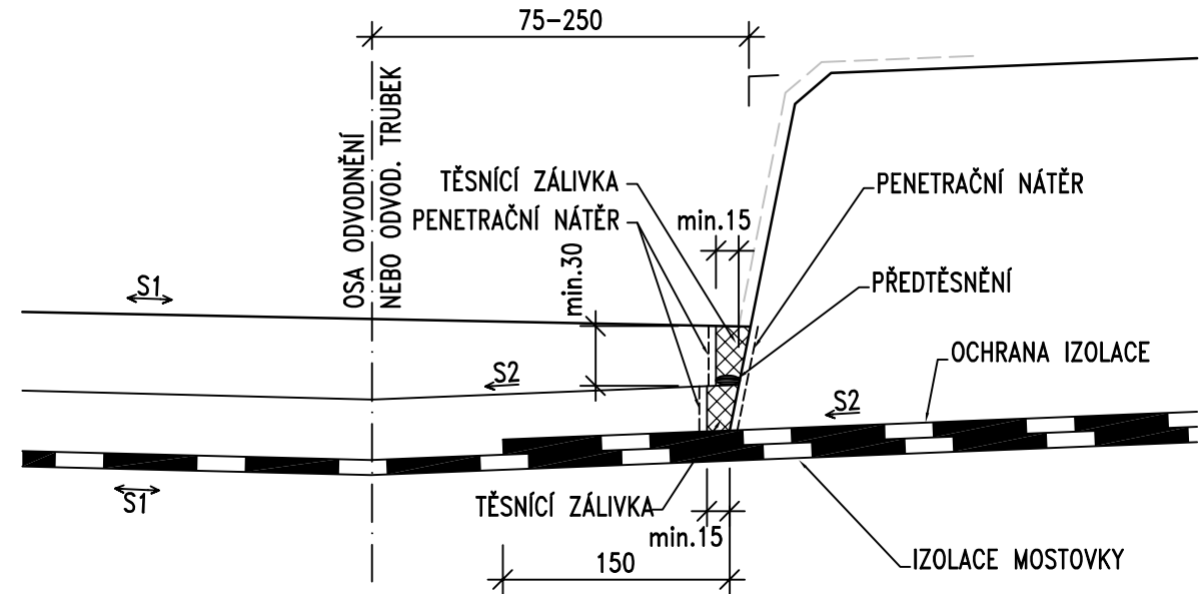 75-250
OSA ODVODNĚNÍ
NEBO ODVOD. TRUBEK
TĚSNÍCÍ ZÁLIVKA
PENETRAČNÍ NÁTĚR
min.15
PENETRAČNÍ NÁTĚR
min.30
PŘEDTĚSNĚNÍ
S1
OCHRANA IZOLACE
S2
S2
S1
TĚSNÍCÍ ZÁLIVKA
min.15
150
IZOLACE MOSTOVKY